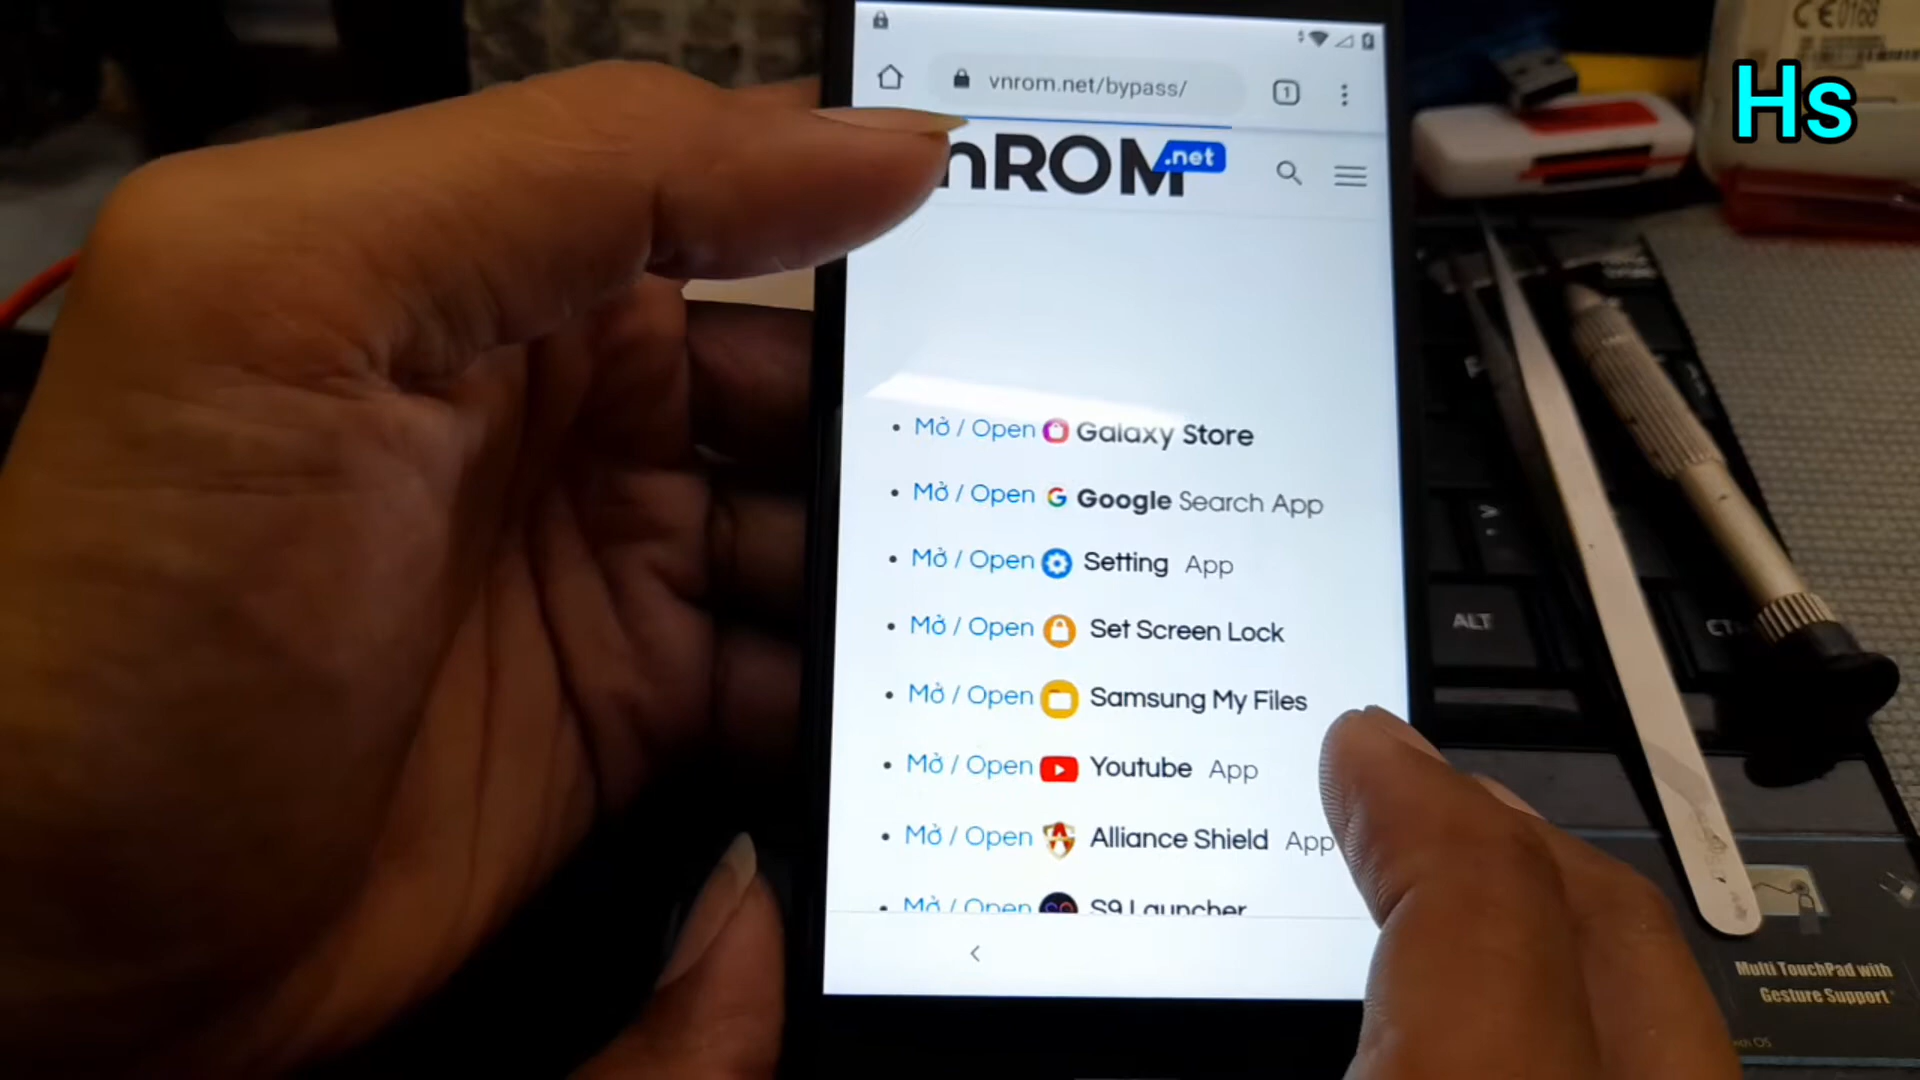 CE0168
Hs
vnrom.net/bypass/
1
nROM.net
Mở / Open Galaxy Store
Mở / Open Google Search App
Mở / Open Setting App
Mở / Open Set Screen Lock
Mở / Open Samsung My Files
Mở / Open Youtube App
Mở / Open Alliance Shield App
Mở / Open S9 Launcher
ALT
Multi TouchPad with
Gesture Support